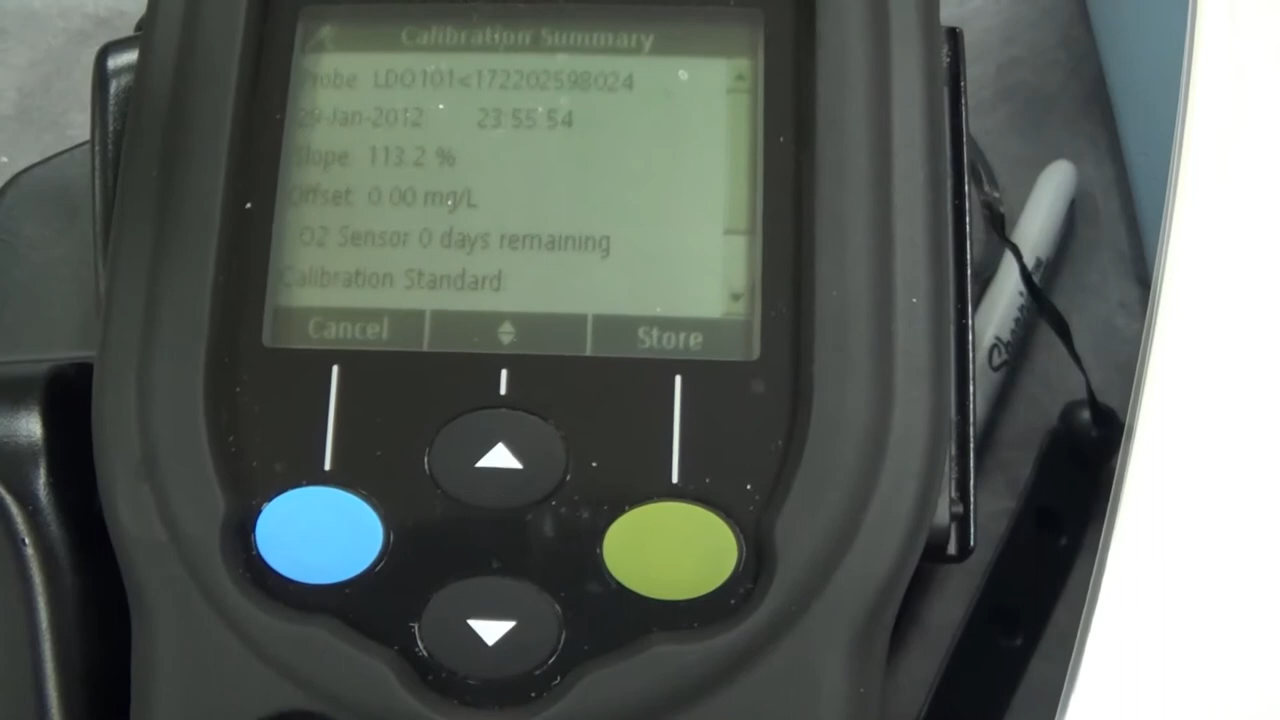 Calibration Summary
Probe LDO101<172202598024
29-Jan-2012 23:55:54
Slope: 113.2 %
Offset: 0.00 mg/L
O2 Sensor 0 days remaining
Calibration Standard:
Cancel
Store
Sharpie